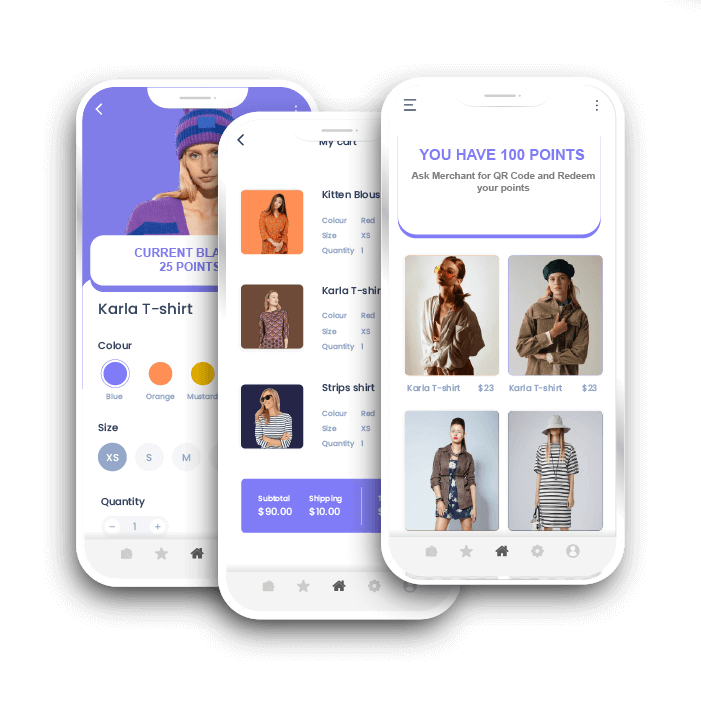 CURRENT BLA
25 POINTS
Karla T-shirt
Colour
Blue
Orange
Mustard
Size
XS
S
M
Quantity
1
My cart
Kitten Blous
Colour Red
Size XS
Quantity 1
Karla T-shir
Colour Red
Size XS
Quantity 1
Strips shirt
Colour Red
Size XS
Quantity 1
Subtotal Shipping
$90.00 $10.00
YOU HAVE 100 POINTS
Ask Merchant for QR Code and Redeem
your points
Karla T-shirt $23
Karla T-shirt $23